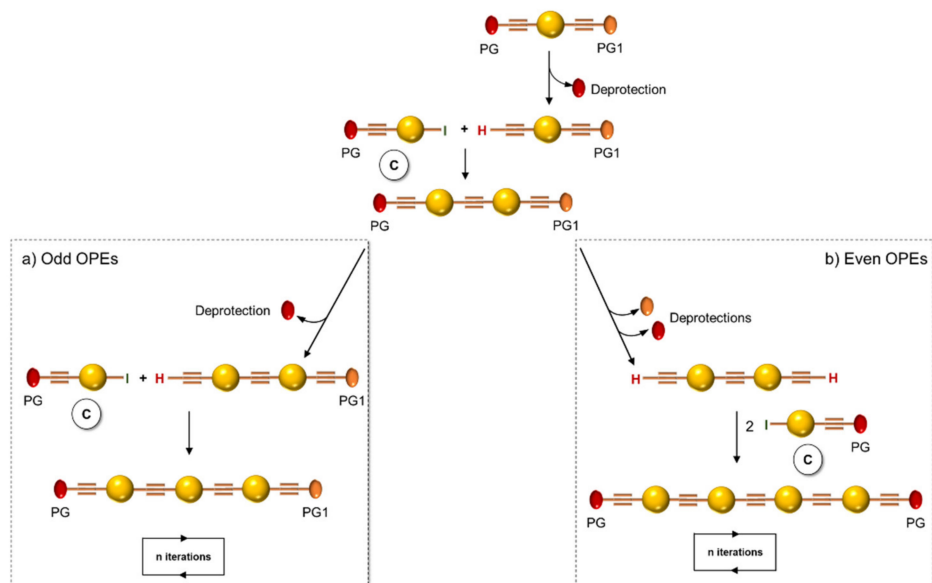 PG
PG1
Deprotection
I + H
PG
C
PG1
PG
PG1
a) Odd OPEs
Deprotection
I + H
PG
C
PG1
PG
PG1
n iterations
b) Even OPEs
Deprotections
H
H
2
I
PG
C
PG
PG
n iterations